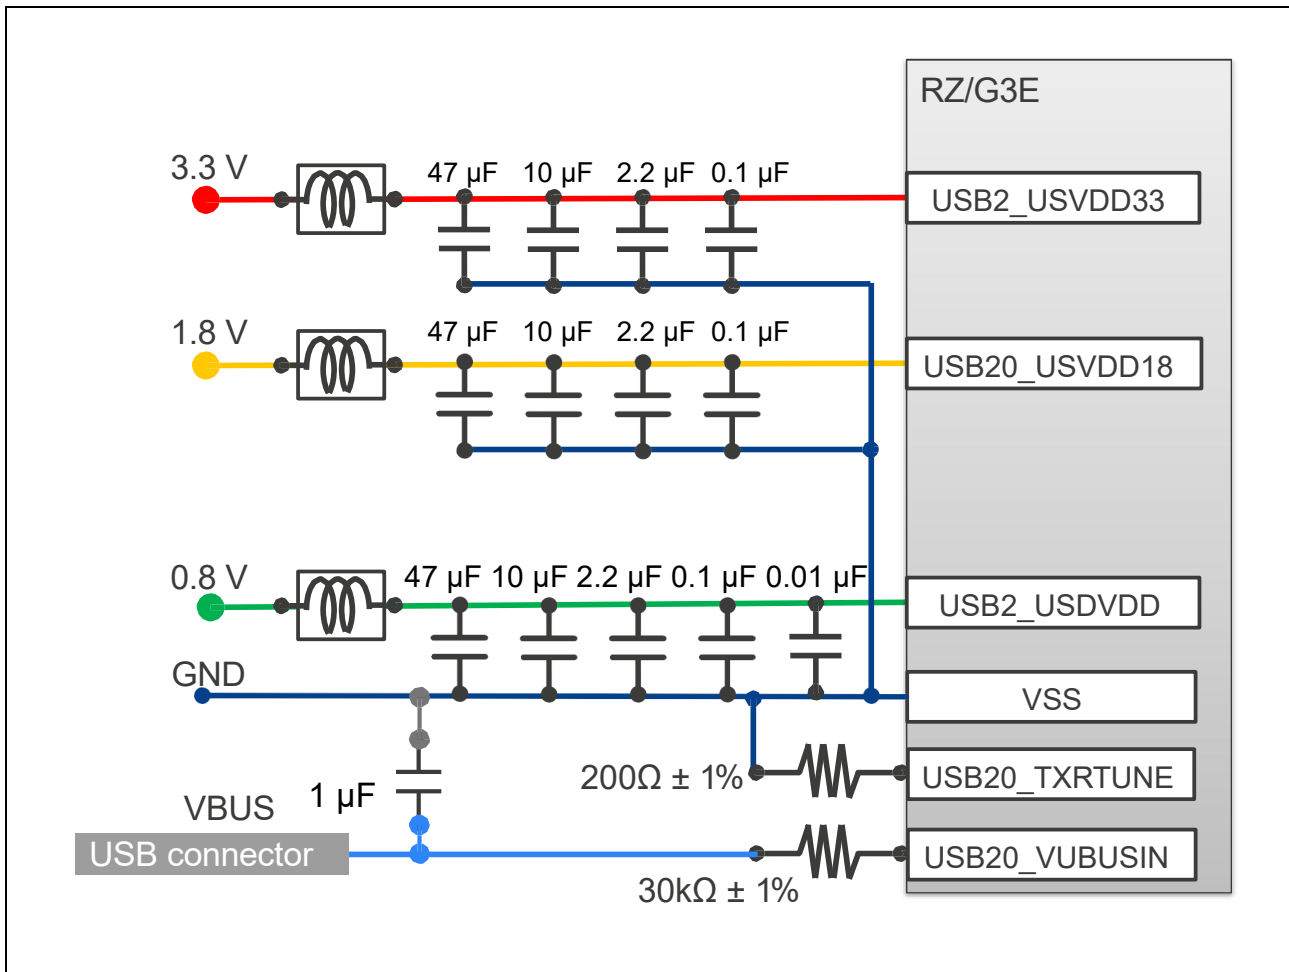 RZ/G3E
3.3 V
47 µF 10 µF 2.2 µF 0.1 µF
USB2_USVDD33
1.8 V
47 µF 10 µF 2.2 µF 0.1 µF
USB20_USVDD18
0.8 V
47 µF 10 µF 2.2 µF 0.1 µF 0.01 µF
USB2_USDVDD
GND
VSS
200Ω ± 1%
USB20_TXRTUNE
1 µF
VBUS
USB connector
USB20_VUBUSIN
30kΩ ± 1%